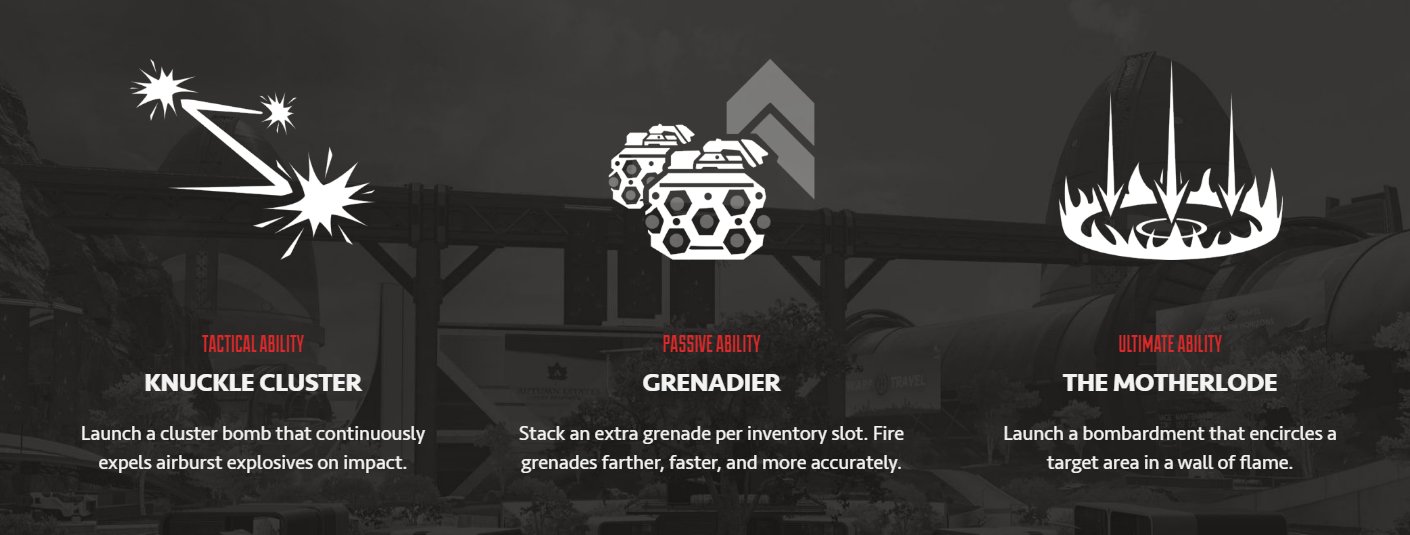 TACTICAL ABILITY
KNUCKLE CLUSTER
Launch a cluster bomb that continuously
expels airburst explosives on impact.
PASSIVE ABILITY
GRENADIER
Stack an extra grenade per inventory slot. Fire
grenades farther, faster, and more accurately.
ULTIMATE ABILITY
THE MOTHERLODE
Launch a bombardment that encircles a
target area in a wall of flame.
TRAVEL